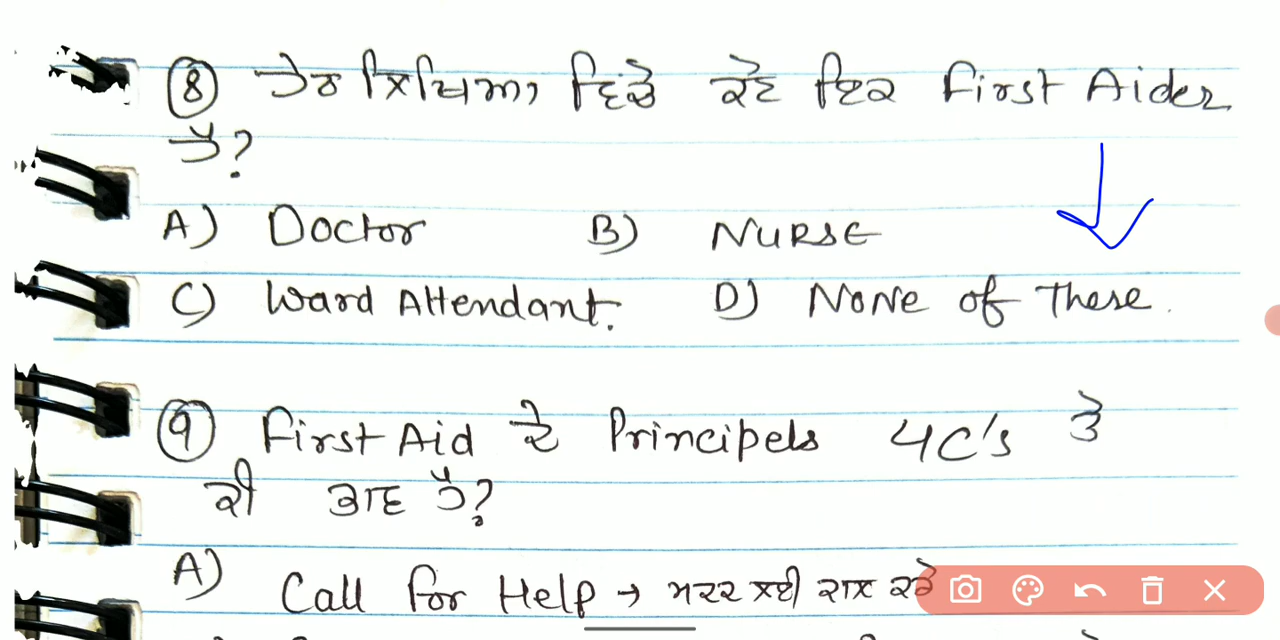 ⑧ ਹੇਠ ਲਿਖਿਆ, ਵਿੱਚੋਂ ਕੌਣ ਇਕ First Aider
ਹੈ?
A) Doctor B) NURSE
C) Ward Attendant. D) NONE of These.
⑨ First Aid ਦੇ Principels 4C's ਤੋਂ
ਕੀ ਭਾਵ ਹੈ?
A) Call for Help → ਮਦਦ ਲਈ ਕਾਲ ਕਰੋ